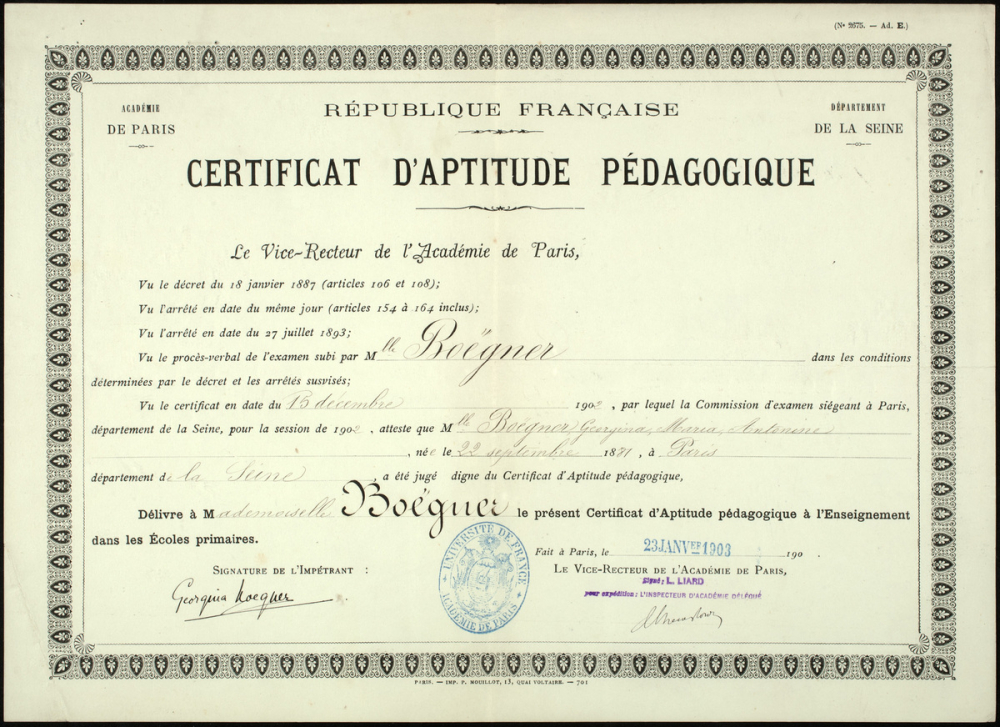 (N° 2675. — Ad. E.)
ACADÉMIE
DE PARIS
RÉPUBLIQUE FRANÇAISE
DÉPARTEMENT
DE LA SEINE
CERTIFICAT D'APTITUDE PÉDAGOGIQUE
Le Vice-Recteur de l'Académie de Paris,
Vu le décret du 18 janvier 1887 (articles 106 et 108);
Vu l'arrêté en date du même jour (articles 154 à 164 inclus);
Vu l'arrêté en date du 27 juillet 1893;
Vu le procès-verbal de l'examen subi par Mlle Boëgner dans les conditions
déterminées par le décret et les arrêtés susvisés;
Vu le certificat en date du 15 décembre 1902, par lequel la Commission d'examen siégeant à Paris,
département de la Seine, pour la session de 1902, atteste que Mlle Boëgner Georgina, Maria, Antonine
, née le 22 septembre 1881, à Paris
département de la Seine, a été jugé digne du Certificat d'Aptitude pédagogique,
Délivre à Mademoiselle Boëgner le présent Certificat d'Aptitude pédagogique à l'Enseignement
dans les Écoles primaires.
Fait à Paris, le 23 JANVER 1903 190
SIGNATURE DE L'IMPÉTRANT :
LE VICE-RECTEUR DE L'ACADÉMIE DE PARIS,
Signé : L. LIARD
pour expédition : L'INSPECTEUR D'ACADÉMIE DÉLÉGUÉ
Georgina Boegner
UNIVERSITÉ DE FRANCE
ACADÉMIE DE PARIS
PARIS. — IMP. P. MOUILLOT, 13, QUAI VOLTAIRE. — 701